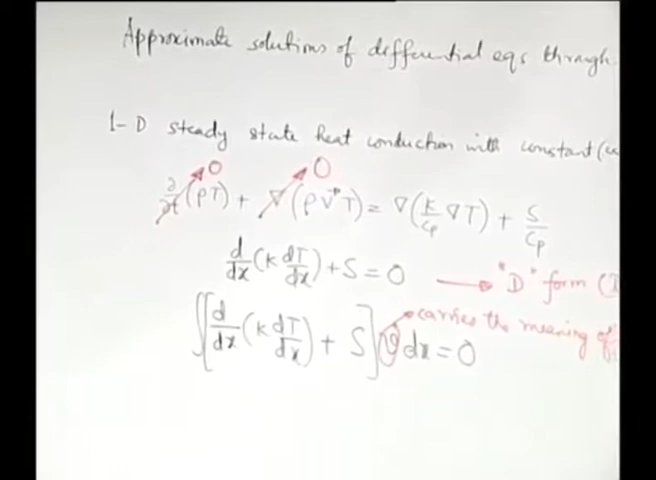 Approximate solutions of differential eqs through
1-D steady state heat conduction with constant
0 0
∂/∂t (ρT) + ∇(ρV T) = ∇(K/Cp ∇T) + S/Cp
d/dx (K dT/dx) + S = 0 → "D" form
∫[d/dx (K dT/dx) + S] v dx = 0 carries the meaning of